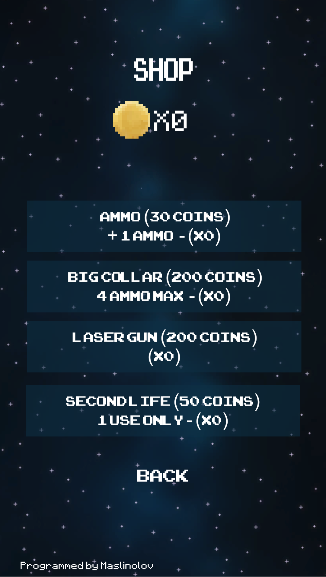 SHOP
X0
AMMO (30 COINS)
+ 1 AMMO - (X0)
BIG COLLAR (200 COINS)
4 AMMO MAX - (X0)
LASER GUN (200 COINS)
(X0)
SECOND LIFE (50 COINS)
1 USE ONLY - (X0)
BACK
Programmed by Maslinolov